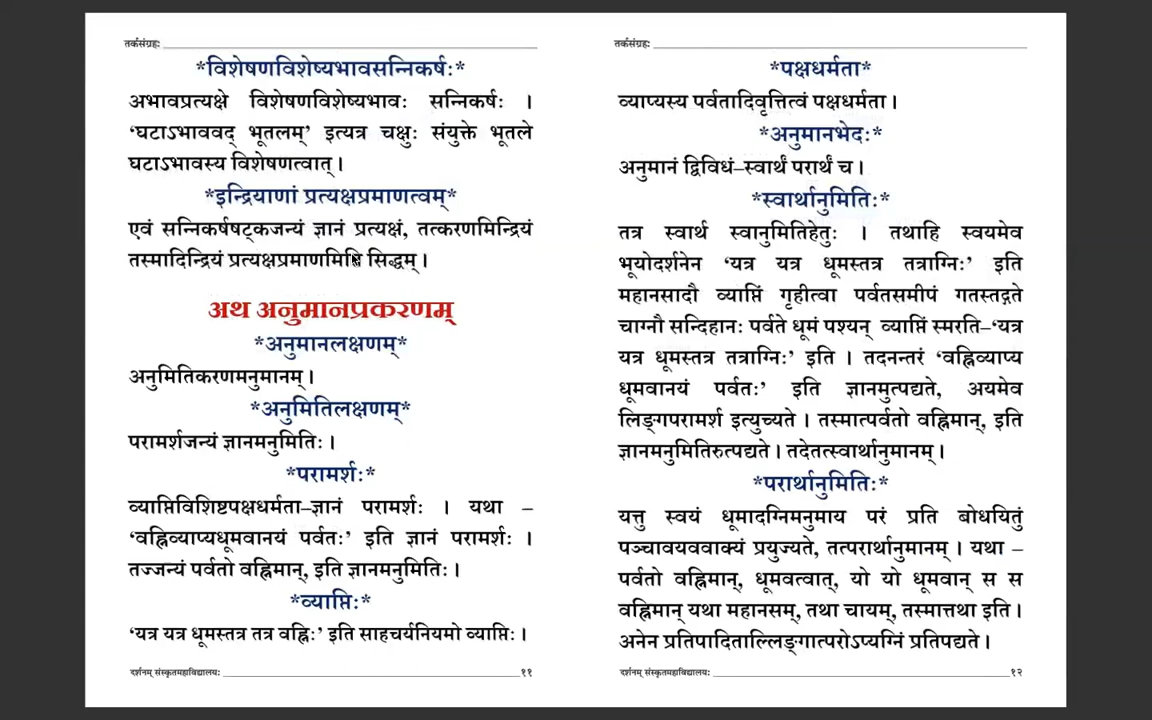 तर्कसंग्रहः
*विशेषणविशेष्यभावसन्निकर्षः*
अभावप्रत्यक्षे विशेषणविशेष्यभावः सन्निकर्षः ।
‘घटाऽभाववद् भूतलम्’ इत्यत्र चक्षुः संयुक्ते भूतले
घटाऽभावस्य विशेषणत्वात् ।
*इन्द्रियाणां प्रत्यक्षप्रमाणत्वम्*
एवं सन्निकर्षषट्कजन्यं ज्ञानं प्रत्यक्षं, तत्करणमिन्द्रियं
तस्मादिन्द्रियं प्रत्यक्षप्रमाणमिति सिद्धम् ।
अथ अनुमानप्रकरणम्
*अनुमानलक्षणम्*
अनुमितिकरणमनुमानम् ।
*अनुमितिलक्षणम्*
परामर्शजन्यं ज्ञानमनुमितिः ।
*परामर्शः*
व्याप्तिविशिष्टपक्षधर्मता–ज्ञानं परामर्शः । यथा –
‘वह्निव्याप्यधूमवानयं पर्वतः’ इति ज्ञानं परामर्शः ।
तज्जन्यं पर्वतो वह्निमान्, इति ज्ञानमनुमितिः ।
*व्याप्तिः*
‘यत्र यत्र धूमस्तत्र तत्र वह्निः’ इति साहचर्यनियमो व्याप्तिः ।
दर्शनम् संस्कृतमहाविद्यालयः ११
तर्कसंग्रहः
*पक्षधर्मता*
व्याप्यस्य पर्वतादिवृत्तित्वं पक्षधर्मता ।
*अनुमानभेदः*
अनुमानं द्विविधं–स्वार्थं परार्थं च ।
*स्वार्थानुमितिः*
तत्र स्वार्थ स्वानुमितिहेतुः । तथाहि स्वयमेव
भूयोदर्शनेन ‘यत्र यत्र धूमस्तत्र तत्राग्निः’ इति
महानसादौ व्याप्तिं गृहीत्वा पर्वतसमीपं गतस्तद्गते
चाग्नौ सन्दिहानः पर्वते धूमं पश्यन् व्याप्तिं स्मरति–‘यत्र
यत्र धूमस्तत्र तत्राग्निः’ इति । तदनन्तरं ‘वह्निव्याप्य
धूमवानयं पर्वतः’ इति ज्ञानमुत्पद्यते, अयमेव
लिङ्गपरामर्श इत्युच्यते । तस्मात्पर्वतो वह्निमान्, इति
ज्ञानमनुमितिरुत्पद्यते । तदेतत्स्वार्थानुमानम् ।
*परार्थानुमितिः*
यत्तु स्वयं धूमादग्निमनुमाय परं प्रति बोधयितुं
पञ्चावयववाक्यं प्रयुज्यते, तत्परार्थानुमानम् । यथा –
पर्वतो वह्निमान्, धूमवत्वात्, यो यो धूमवान् स स
वह्निमान् यथा महानसम्, तथा चायम्, तस्मात्तथा इति ।
अनेन प्रतिपादिताल्लिङ्गात्परोऽप्यग्निं प्रतिपद्यते ।
दर्शनम् संस्कृतमहाविद्यालयः १२